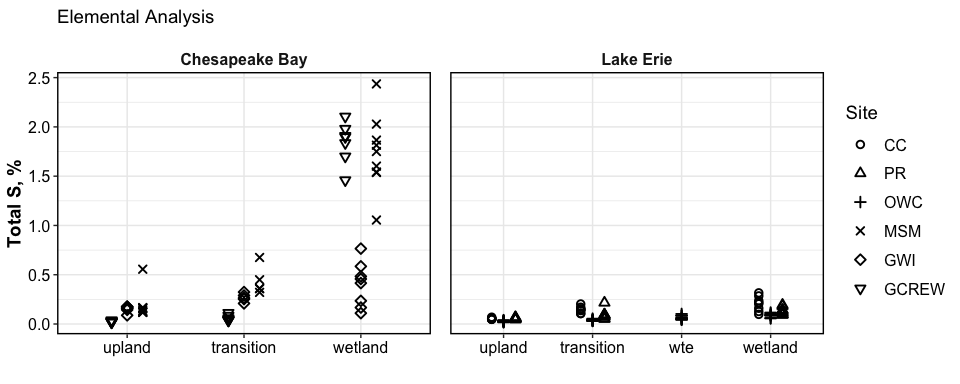 Elemental Analysis
Chesapeake Bay
Lake Erie
Total S, %
2.5
2.0
1.5
1.0
0.5
0.0
upland transition wetland
upland transition wte wetland
Site
CC
PR
OWC
MSM
GWI
GCREW